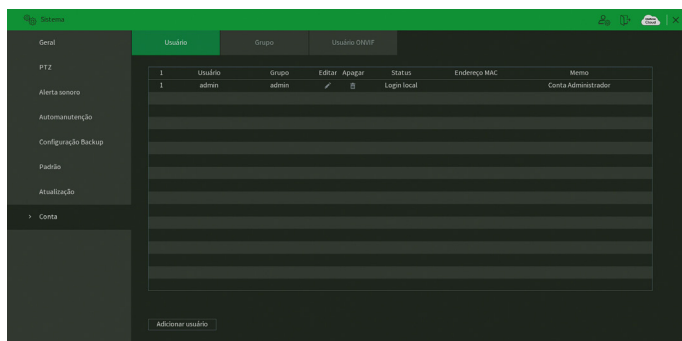 Sistema
Geral
Usuário Grupo Usuário ONVIF
PTZ
1 Usuário Grupo Editar Apagar Status Endereço MAC Memo
1 admin admin Login local Conta Administrador
Alerta sonoro
Automanutenção
Configuração Backup
Padrão
Atualização
> Conta
Adicionar usuário